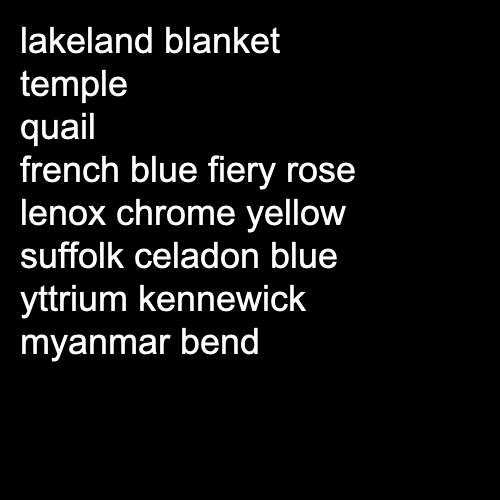 lakeland blanket
temple
quail
french blue fiery rose
lenox chrome yellow
suffolk celadon blue
yttrium kennewick
myanmar bend